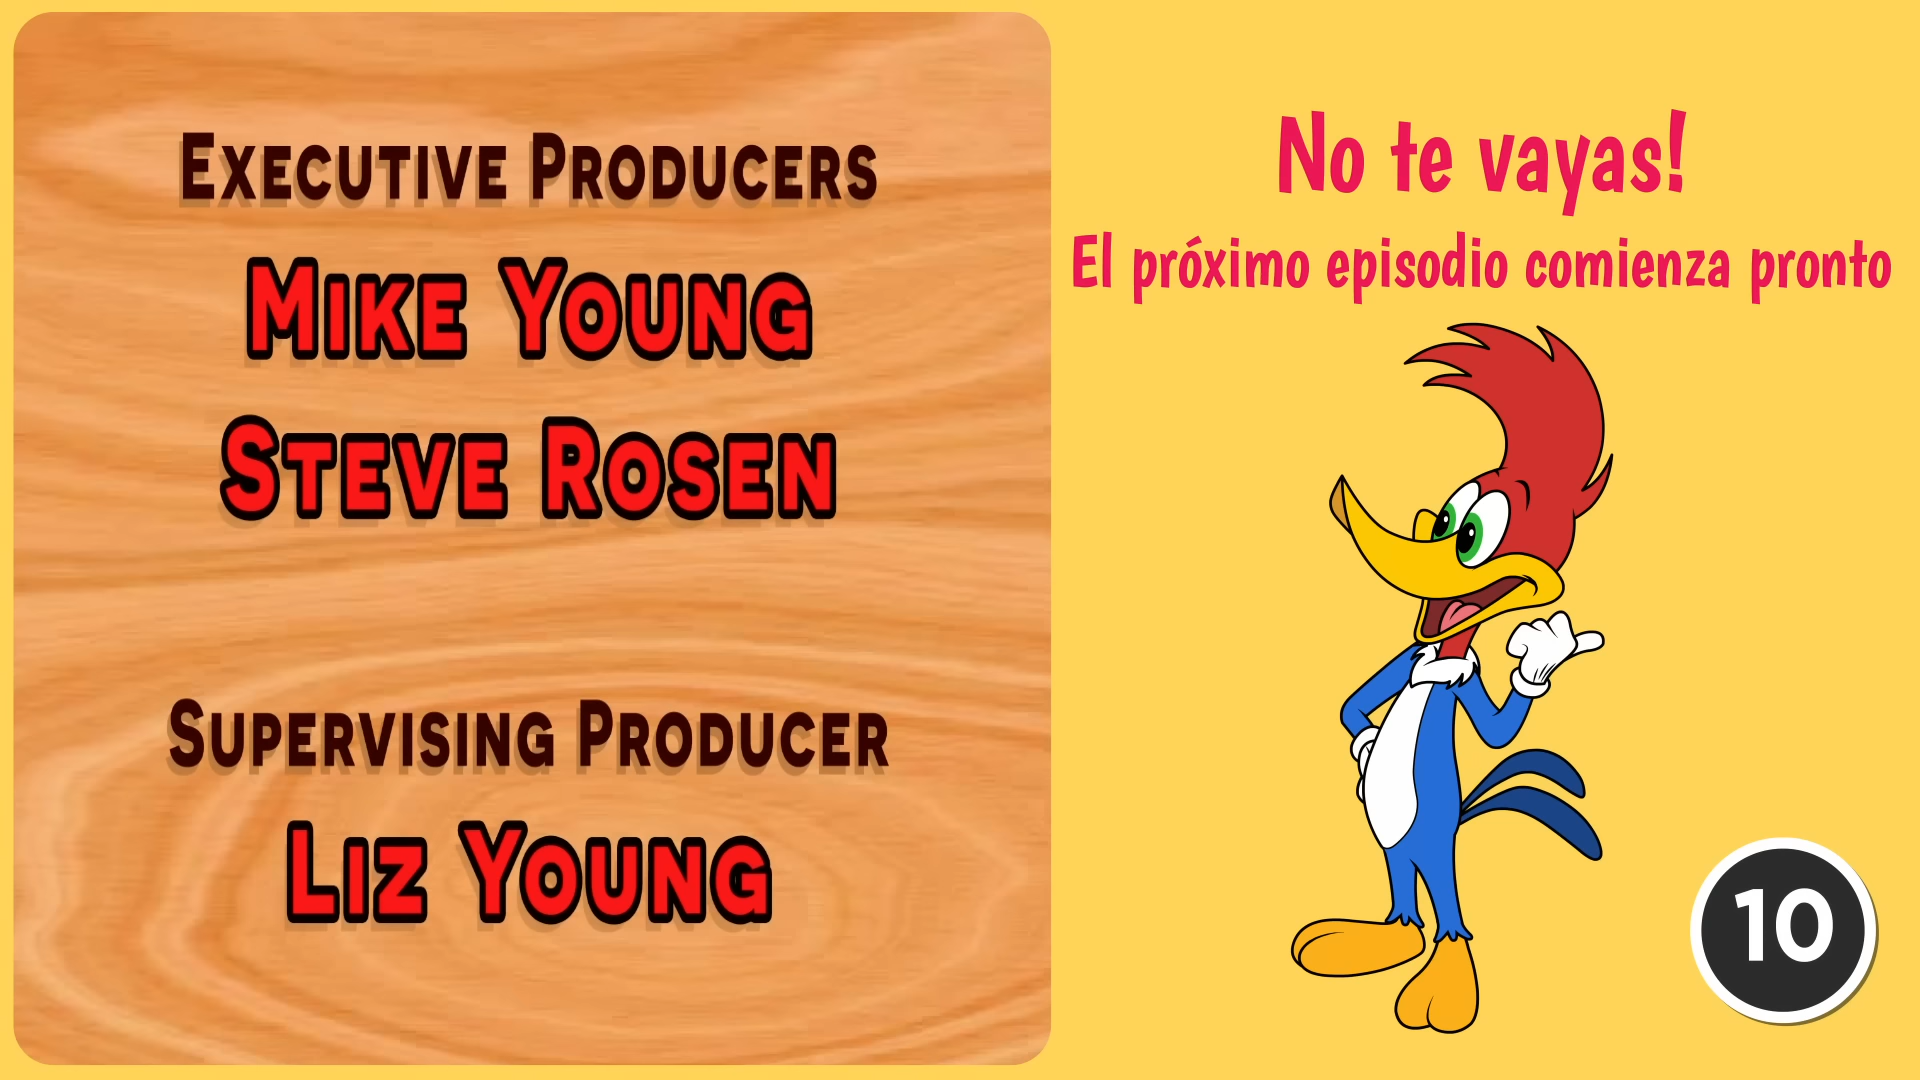 Executive Producers
Mike Young
Steve Rosen
Supervising Producer
Liz Young
No te vayas!
El próximo episodio comienza pronto
10